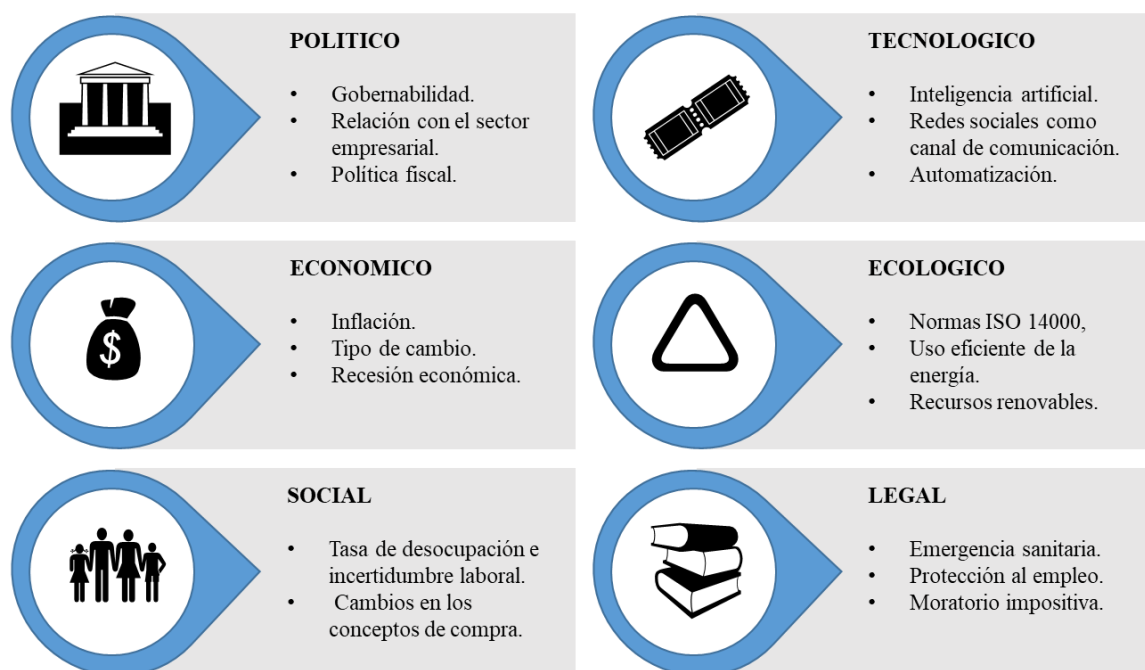 POLITICO
• Gobernabilidad.
• Relación con el sector
empresarial.
• Política fiscal.
TECNOLOGICO
• Inteligencia artificial.
• Redes sociales como
canal de comunicación.
• Automatización.
$
ECONOMICO
• Inflación.
• Tipo de cambio.
• Recesión económica.
ECOLOGICO
• Normas ISO 14000,
• Uso eficiente de la
energía.
• Recursos renovables.
SOCIAL
• Tasa de desocupación e
incertidumbre laboral.
• Cambios en los
conceptos de compra.
LEGAL
• Emergencia sanitaria.
• Protección al empleo.
• Moratorio impositiva.